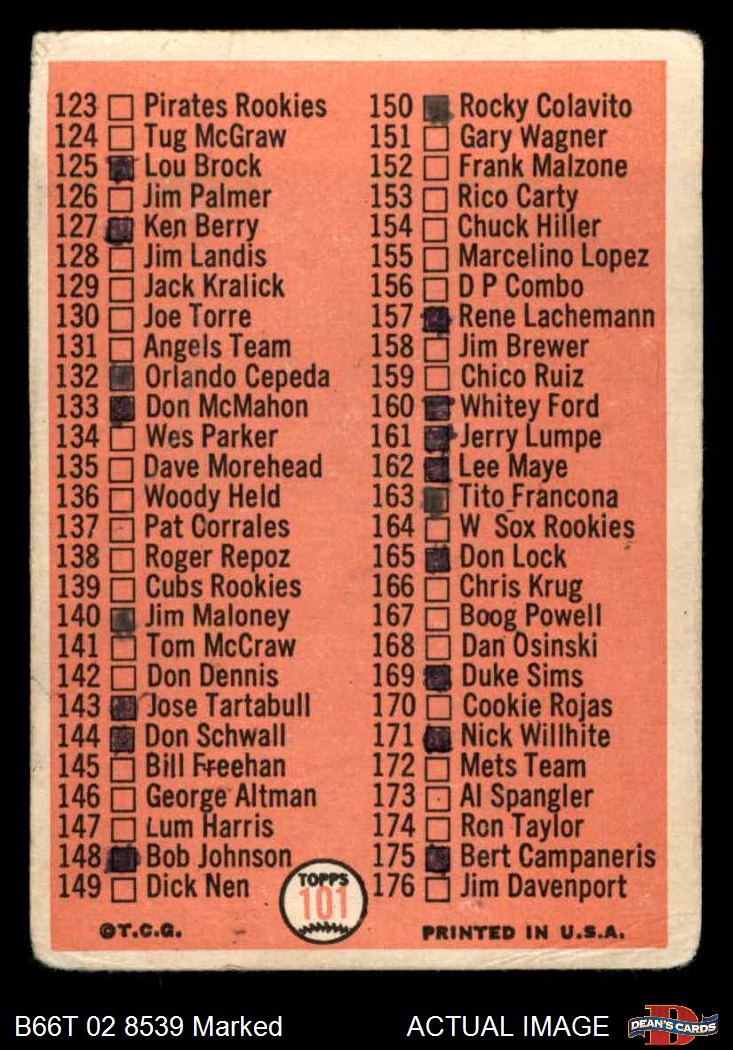 123 Pirates Rookies
124 Tug McGraw
125 Lou Brock
126 Jim Palmer
127 Ken Berry
128 Jim Landis
129 Jack Kralick
130 Joe Torre
131 Angels Team
132 Orlando Cepeda
133 Don McMahon
134 Wes Parker
135 Dave Morehead
136 Woody Held
137 Pat Corrales
138 Roger Repoz
139 Cubs Rookies
140 Jim Maloney
141 Tom McCraw
142 Don Dennis
143 Jose Tartabull
144 Don Schwall
145 Bill Freehan
146 George Altman
147 Lum Harris
148 Bob Johnson
149 Dick Nen
150 Rocky Colavito
151 Gary Wagner
152 Frank Malzone
153 Rico Carty
154 Chuck Hiller
155 Marcelino Lopez
156 D P Combo
157 Rene Lachemann
158 Jim Brewer
159 Chico Ruiz
160 Whitey Ford
161 Jerry Lumpe
162 Lee Maye
163 Tito Francona
164 W Sox Rookies
165 Don Lock
166 Chris Krug
167 Boog Powell
168 Dan Osinski
169 Duke Sims
170 Cookie Rojas
171 Nick Willhite
172 Mets Team
173 Al Spangler
174 Ron Taylor
175 Bert Campaneris
176 Jim Davenport
TOPPS
101
©T.C.G.
PRINTED IN U.S.A.
B66T 02 8539 Marked
ACTUAL IMAGE
D
DEAN'S CARDS